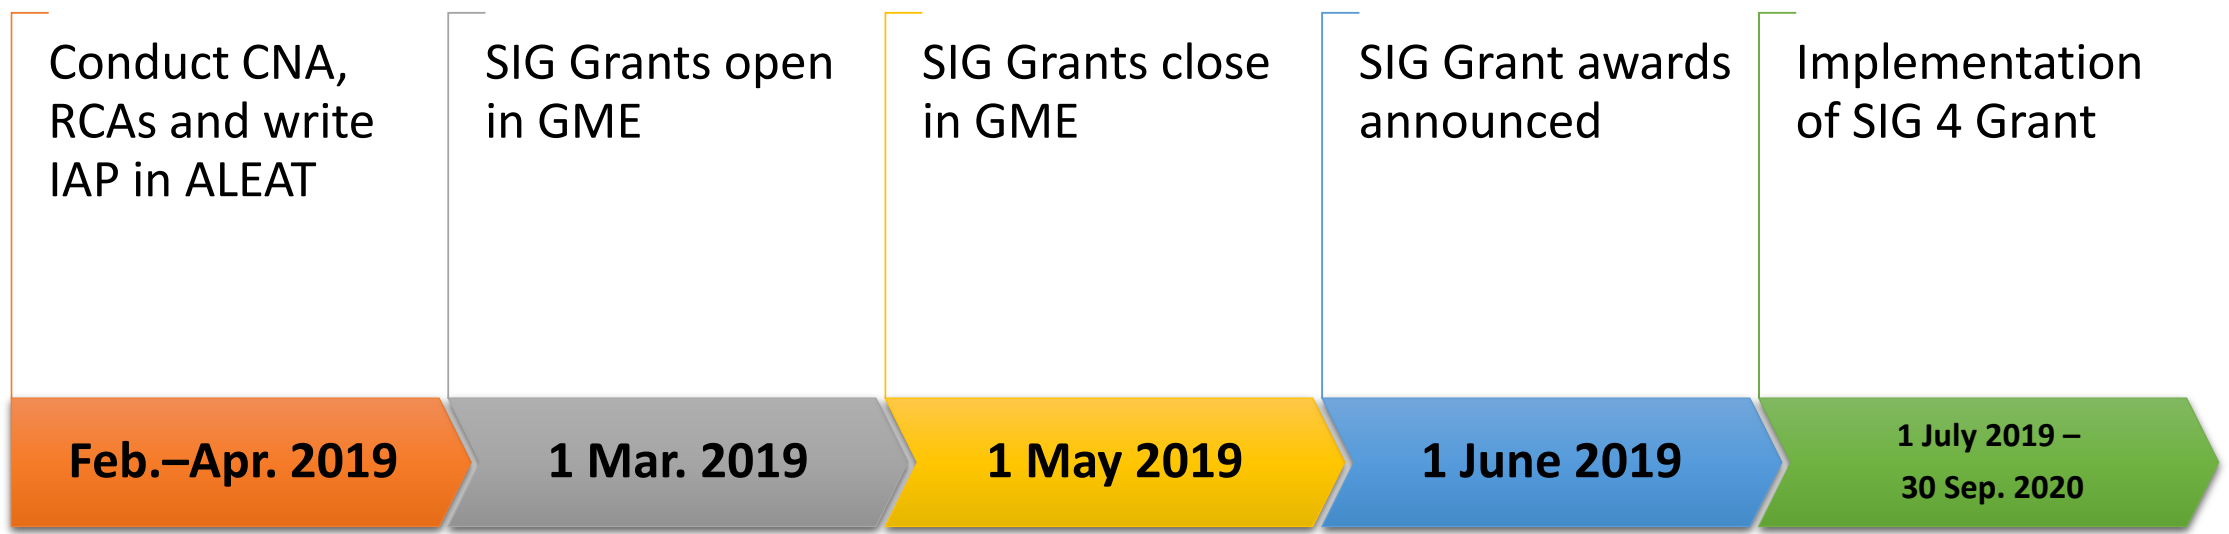 Conduct CNA,
RCAs and write
IAP in ALEAT
SIG Grants open
in GME
SIG Grants close
in GME
SIG Grant awards
announced
Implementation
of SIG 4 Grant
Feb.–Apr. 2019
1 Mar. 2019
1 May 2019
1 June 2019
1 July 2019 –
30 Sep. 2020